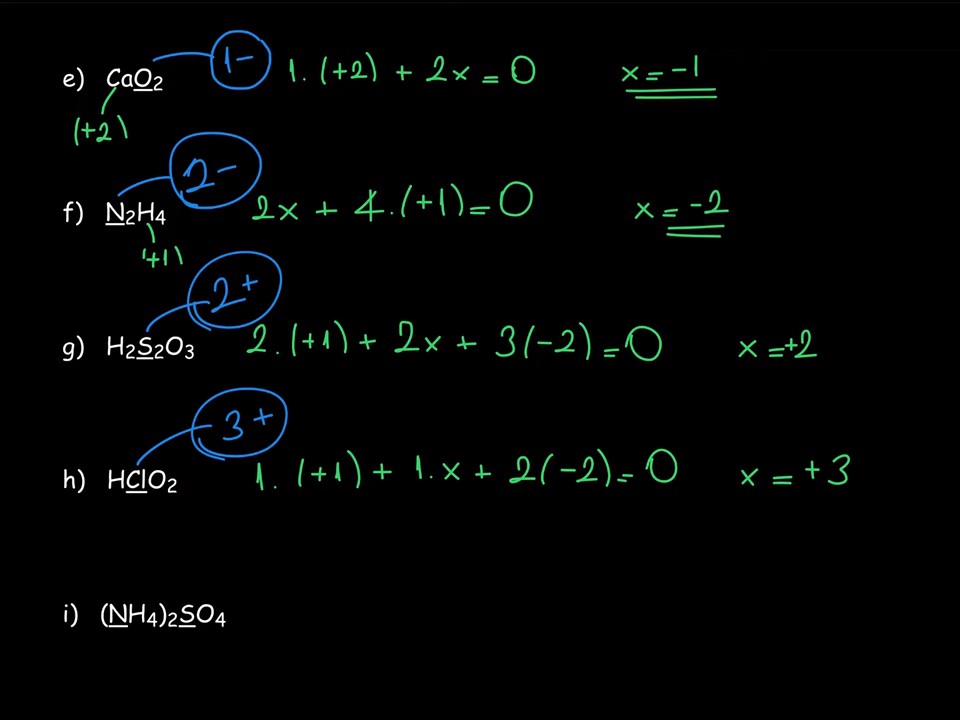 e) CaO2 1- 1.(+2) + 2x = 0 x = -1
(+2)
2-
f) N2H4 2x + 4.(+1) = 0 x = -2
(+1)
2+
g) H2S2O3 2.(+1) + 2x + 3(-2) = 0 x = +2
3+
h) HClO2 1.(+1) + 1.x + 2(-2) = 0 x = +3
i) (NH4)2SO4